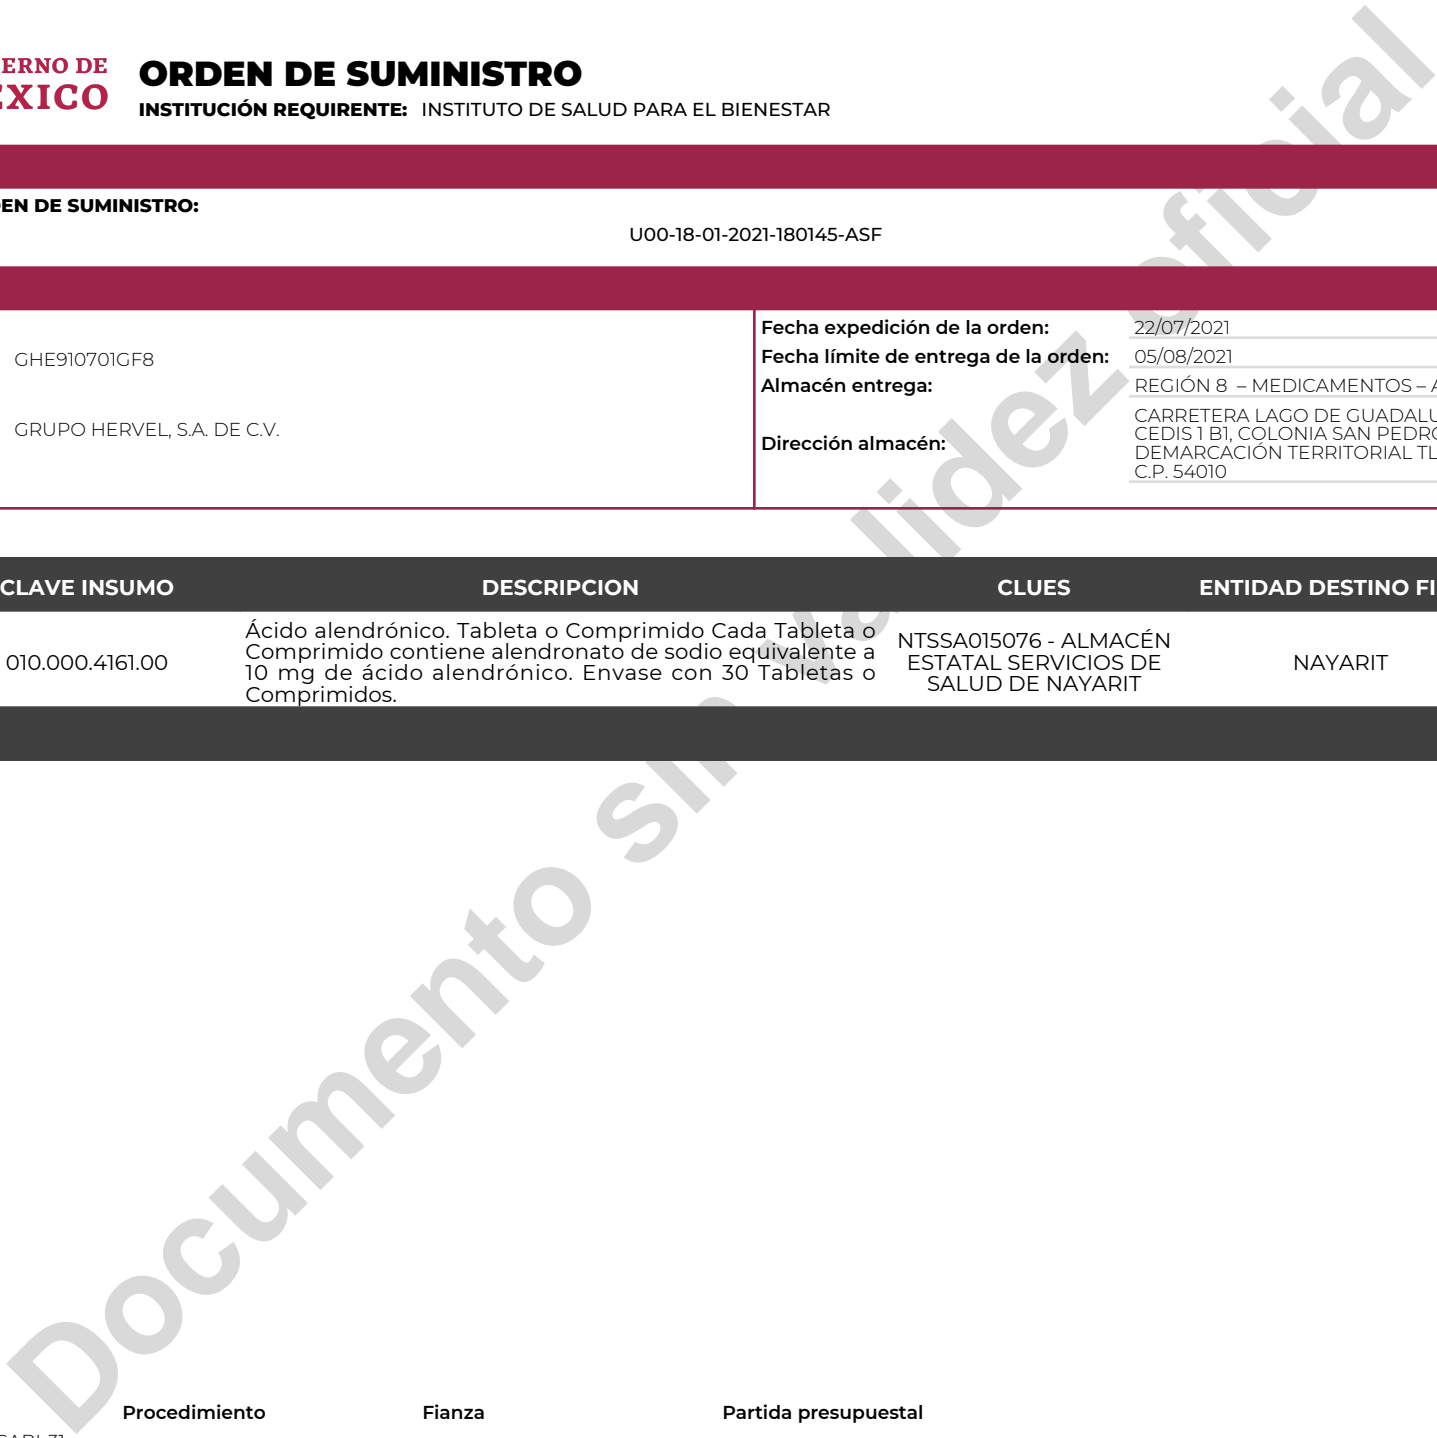 ERNO DE
ORDEN DE SUMINISTRO
INSTITUCIÓN REQUIRENTE: INSTITUTO DE SALUD PARA EL BIENESTAR
EN DE SUMINISTRO:
U00-18-01-2021-180145-ASF
GHE910701GF8
GRUPO HERVEL, S.A. DE C.V.
Fecha expedición de la orden: 22/07/2021
Fecha límite de entrega de la orden: 05/08/2021
Almacén entrega: REGIÓN 8 – MEDICAMENTOS –
Dirección almacén:
CARRETERA LAGO DE GUADALU
CEDIS 1 B1, COLONIA SAN PEDRO
DEMARCACIÓN TERRITORIAL TL
C.P. 54010
CLAVE INSUMO DESCRIPCION CLUES ENTIDAD DESTINO FI
010.000.4161.00
Ácido alendrónico. Tableta o Comprimido Cada Tableta o
Comprimido contiene alendronato de sodio equivalente a
10 mg de ácido alendrónico. Envase con 30 Tabletas o
Comprimidos.
NTSSA015076 - ALMACÉN
ESTATAL SERVICIOS DE
SALUD DE NAYARIT
NAYARIT
Documento sin validez oficial
Procedimiento Fianza Partida presupuestal